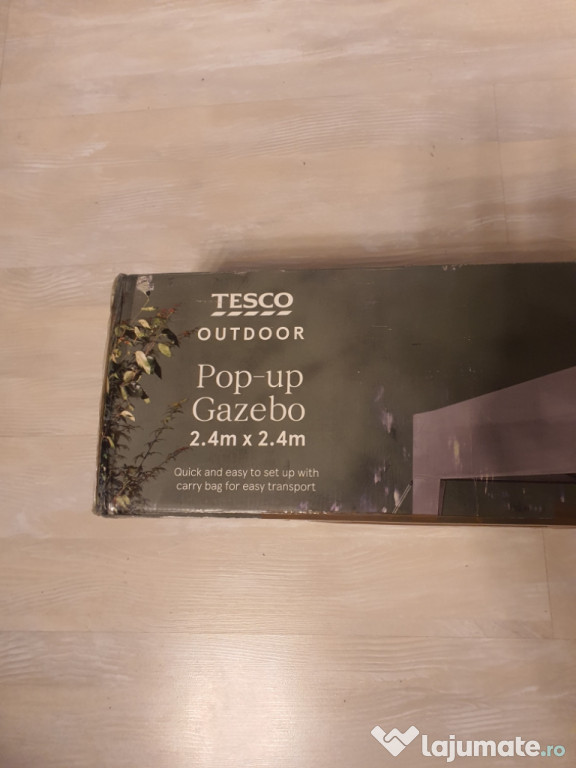 TESCO
OUTDOOR
Pop-up
Gazebo
2.4m x 2.4m
Quick and easy to set up with
carry bag for easy transport
lajumate.ro